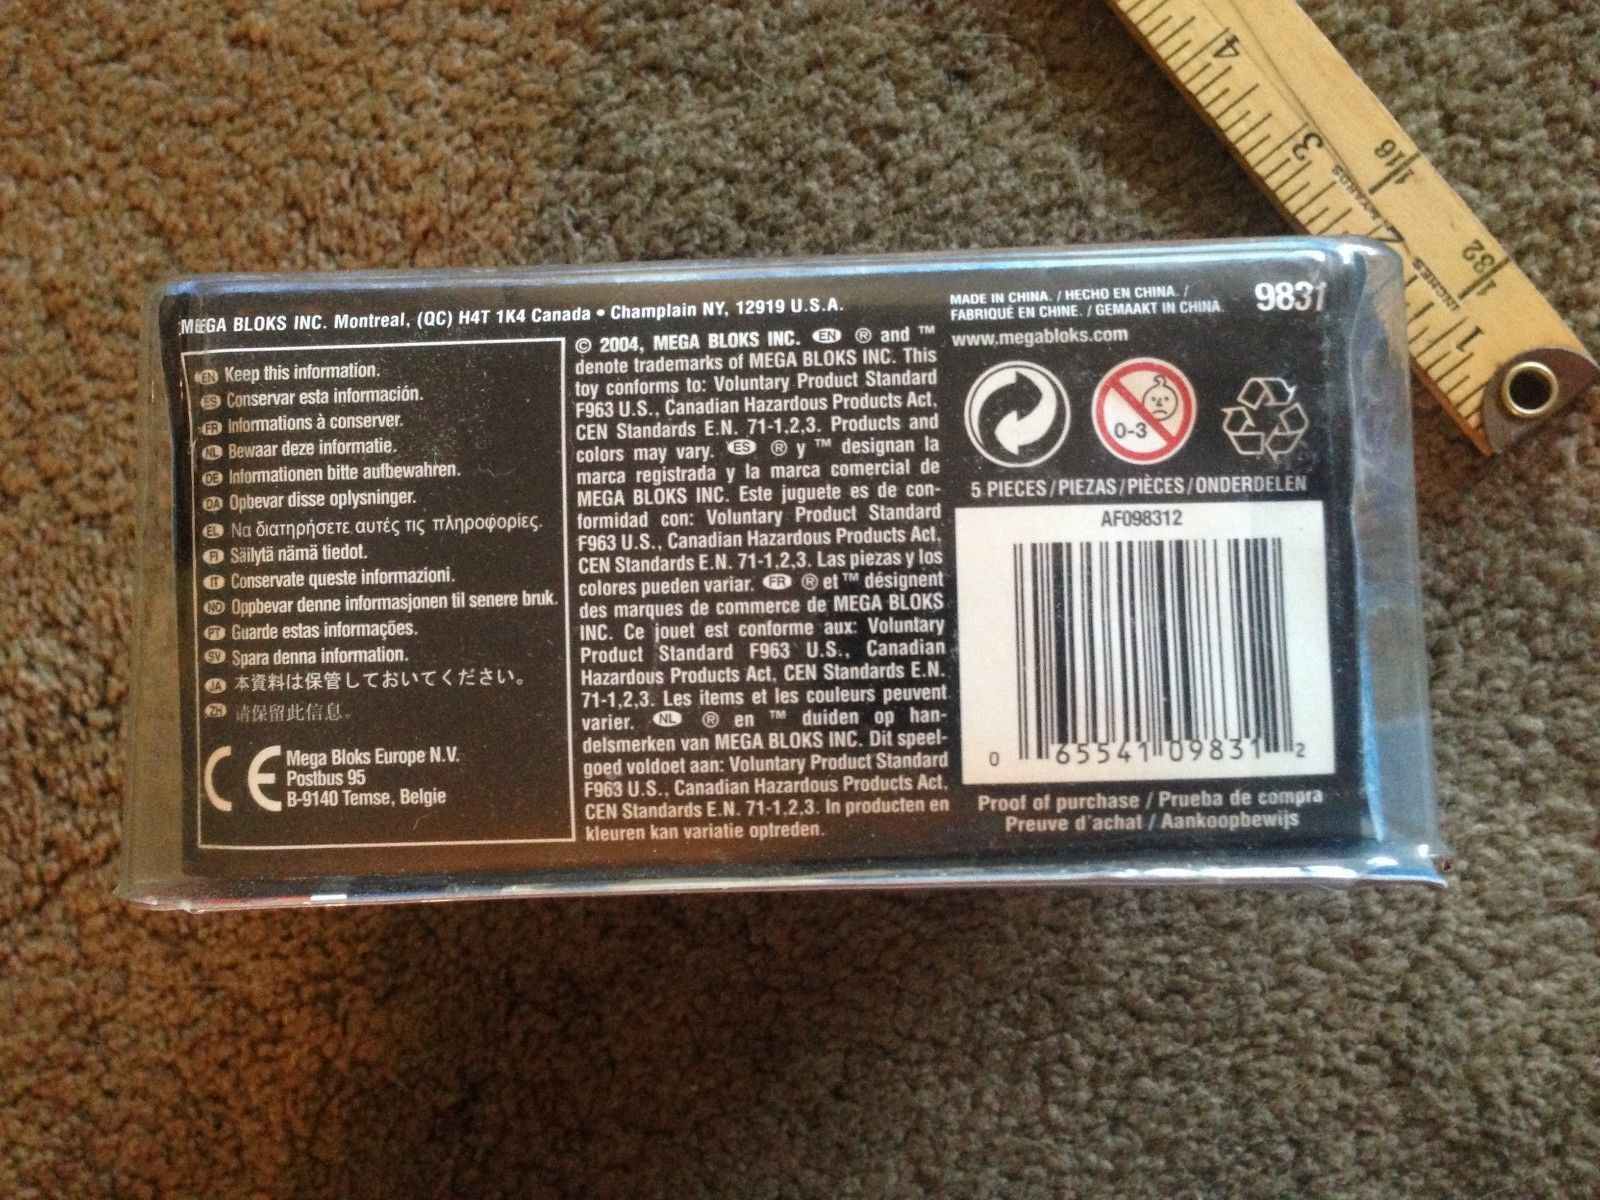 MEGA BLOKS INC. Montreal, (QC) H4T 1K4 Canada • Champlain NY, 12919 U.S.A.
EN Keep this information.
ES Conservar esta información.
FR Informations à conserver.
NL Bewaar deze informatie.
DE Informationen bitte aufbewahren.
DA Opbevar disse oplysninger.
EL Να διατηρήσετε αυτές τις πληροφορίες.
FI Säilytä nämä tiedot.
IT Conservate queste informazioni.
NO Oppbevar denne informasjonen til senere bruk.
PT Guarde estas informações.
SV Spara denna information.
JA 本資料は保管しておいてください。
ZH 请保留此信息。
CE Mega Bloks Europe N.V.
Postbus 95
B-9140 Temse, Belgie
© 2004, MEGA BLOKS INC. EN ® and ™
denote trademarks of MEGA BLOKS INC. This
toy conforms to: Voluntary Product Standard
F963 U.S., Canadian Hazardous Products Act,
CEN Standards E.N. 71-1,2,3. Products and
colors may vary. ES ® y ™ designan la
marca registrada y la marca comercial de
MEGA BLOKS INC. Este juguete es de con-
formidad con: Voluntary Product Standard
F963 U.S., Canadian Hazardous Products Act,
CEN Standards E.N. 71-1,2,3. Las piezas y los
colores pueden variar. FR ® et ™ désignent
des marques de commerce de MEGA BLOKS
INC. Ce jouet est conforme aux: Voluntary
Product Standard F963 U.S., Canadian
Hazardous Products Act, CEN Standards E.N.
71-1,2,3. Les items et les couleurs peuvent
varier. NL ® en ™ duiden op han-
delsmerken van MEGA BLOKS INC. Dit speel-
goed voldoet aan: Voluntary Product Standard
F963 U.S., Canadian Hazardous Products Act,
CEN Standards E.N. 71-1,2,3. In producten en
kleuren kan variatie optreden.
MADE IN CHINA. / HECHO EN CHINA. /
FABRIQUÉ EN CHINE. / GEMAAKT IN CHINA.
9831
www.megabloks.com
0-3
5 PIECES/PIEZAS/PIÈCES/ONDERDELEN
AF098312
0 65541 09831 2
Proof of purchase / Prueba de compra
Preuve d'achat / Aankoopbewijs
4
3
2
1
1/16
1/32
INCHES